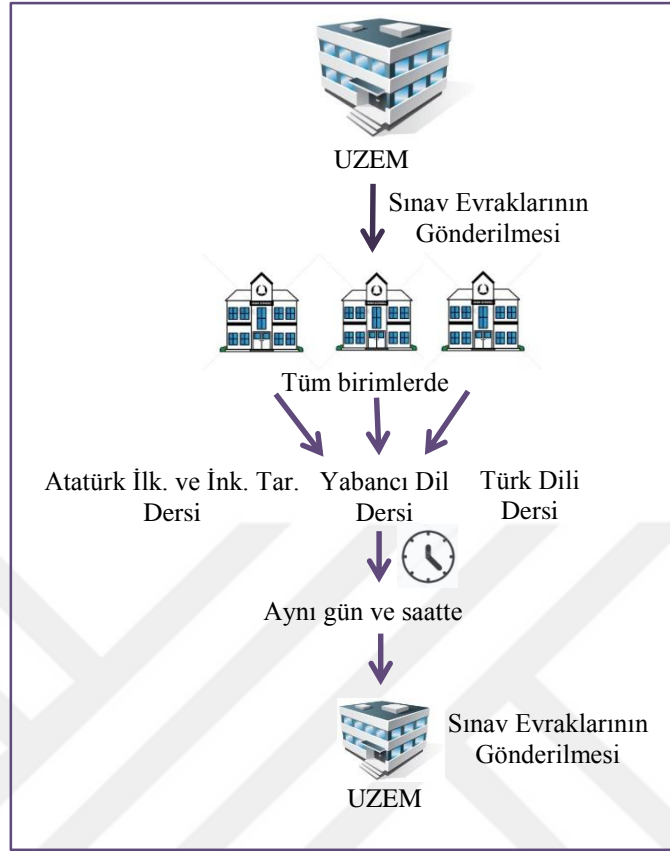 UZEM
Sınav Evraklarının
Gönderilmesi
Tüm birimlerde
Atatürk İlk. ve İnk. Tar.
Dersi
Yabancı Dil
Dersi
Türk Dili
Dersi
Aynı gün ve saatte
Sınav Evraklarının
Gönderilmesi
UZEM